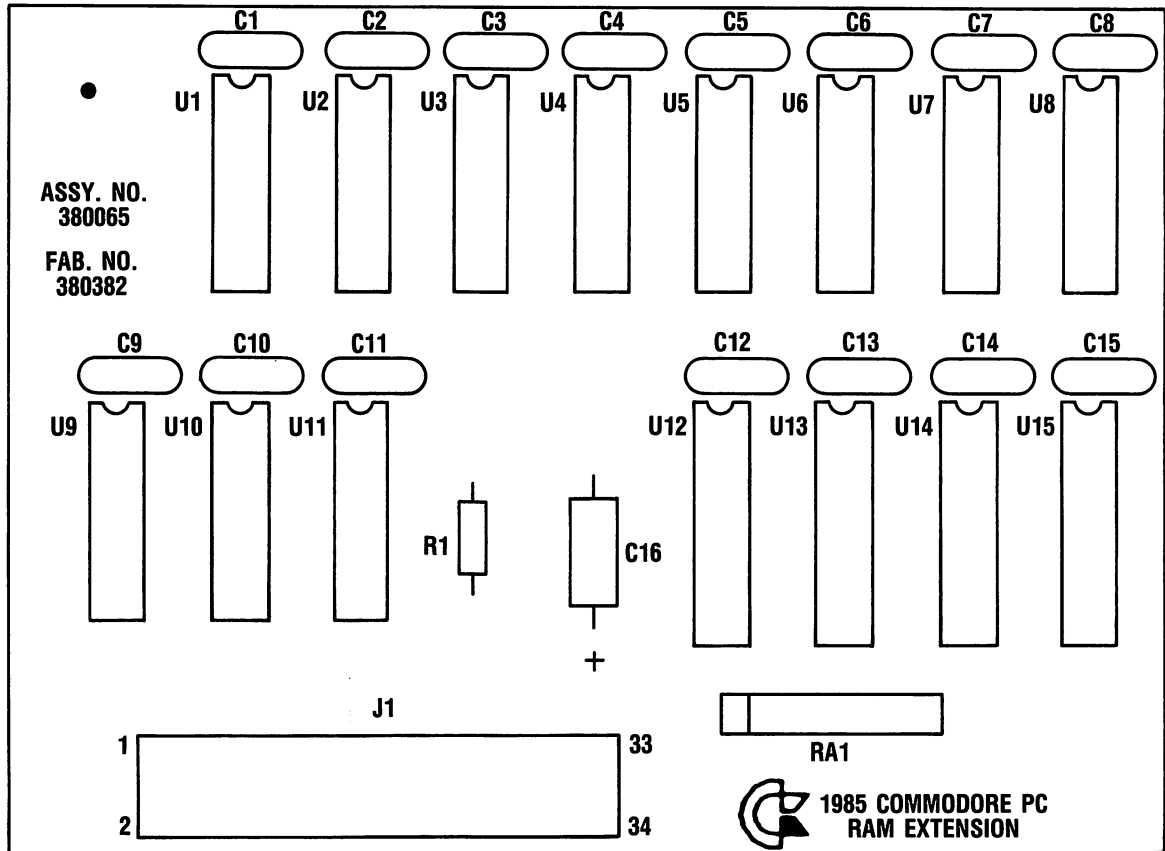 C1 C2 C3 C4 C5 C6 C7 C8
U1 U2 U3 U4 U5 U6 U7 U8
ASSY. NO.
380065
FAB. NO.
380382
C9 C10 C11 C12 C13 C14 C15
U9 U10 U11 U12 U13 U14 U15
R1 C16
+
J1
1 33
RA1
2 34
1985 COMMODORE PC
RAM EXTENSION